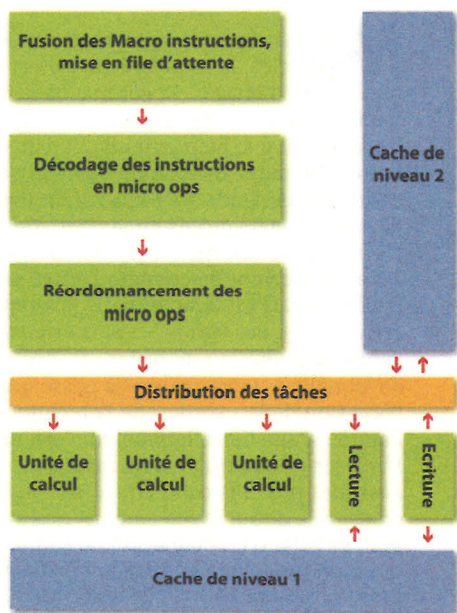 Fusion des Macro instructions,
mise en file d'attente
Décodage des instructions
en micro ops
Réordonnancement des
micro ops
Cache de
niveau 2
Distribution des tâches
Unité de
calcul
Unité de
calcul
Unité de
calcul
Lecture
Ecriture
Cache de niveau 1